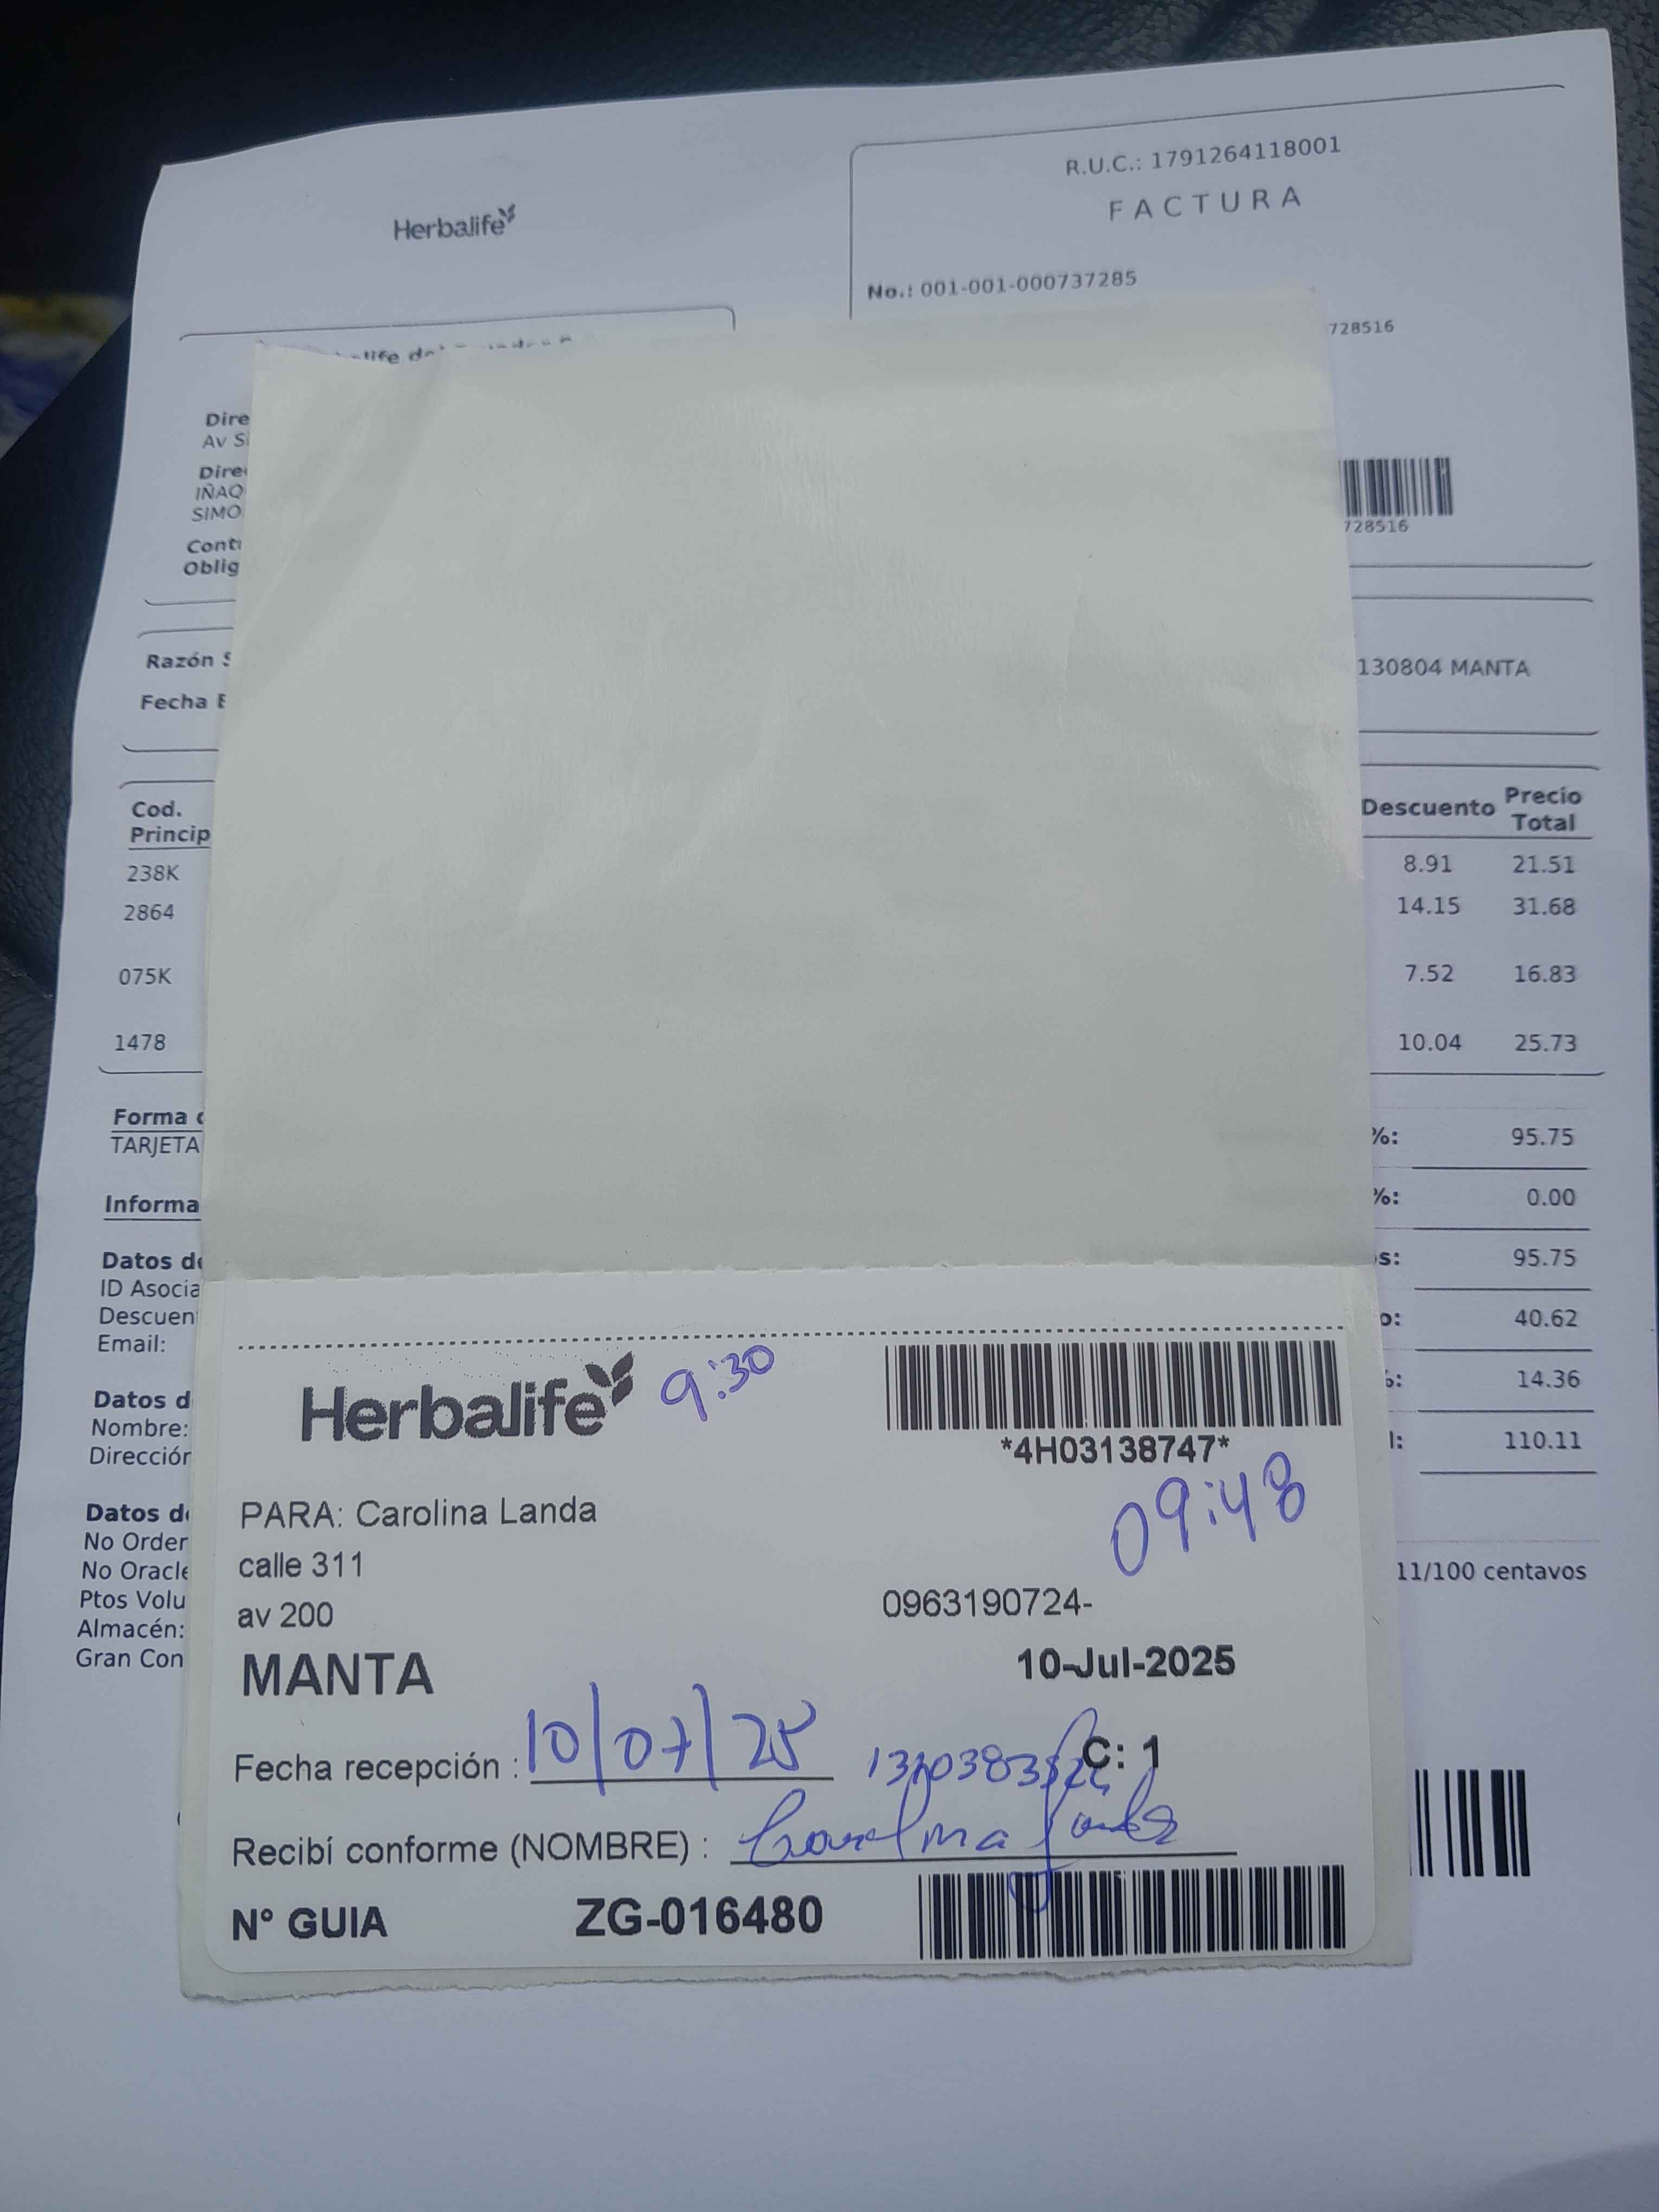 Herbalife
R.U.C.: 1791264118001
FACTURA
No.: 001-001-000737285
728516
Dire
Av S
Dire
IÑAQ
SIMO
Cont
Oblig
728516
Razón S
130804 MANTA
Fecha E
Cod. Princip
Descuento
Precio Total
238K 8.91 21.51
2864 14.15 31.68
075K 7.52 16.83
1478 10.04 25.73
Forma d
TARJETA
%: 95.75
Informa
%: 0.00
Datos de
s: 95.75
ID Asocia
Descuen
o: 40.62
Email:
%: 14.36
Datos d
Nombre:
l: 110.11
Dirección
Datos de
No Orden
No Oracle
11/100 centavos
Ptos Volu
Almacén:
Gran Con
Herbalife 9:30
*4H03138747*
09:48
PARA: Carolina Landa
calle 311
av 200
0963190724-
MANTA
10-Jul-2025
Fecha recepción : 10/07/25
C: 1
Recibí conforme (NOMBRE) : Carolina Landa
N° GUIA ZG-016480